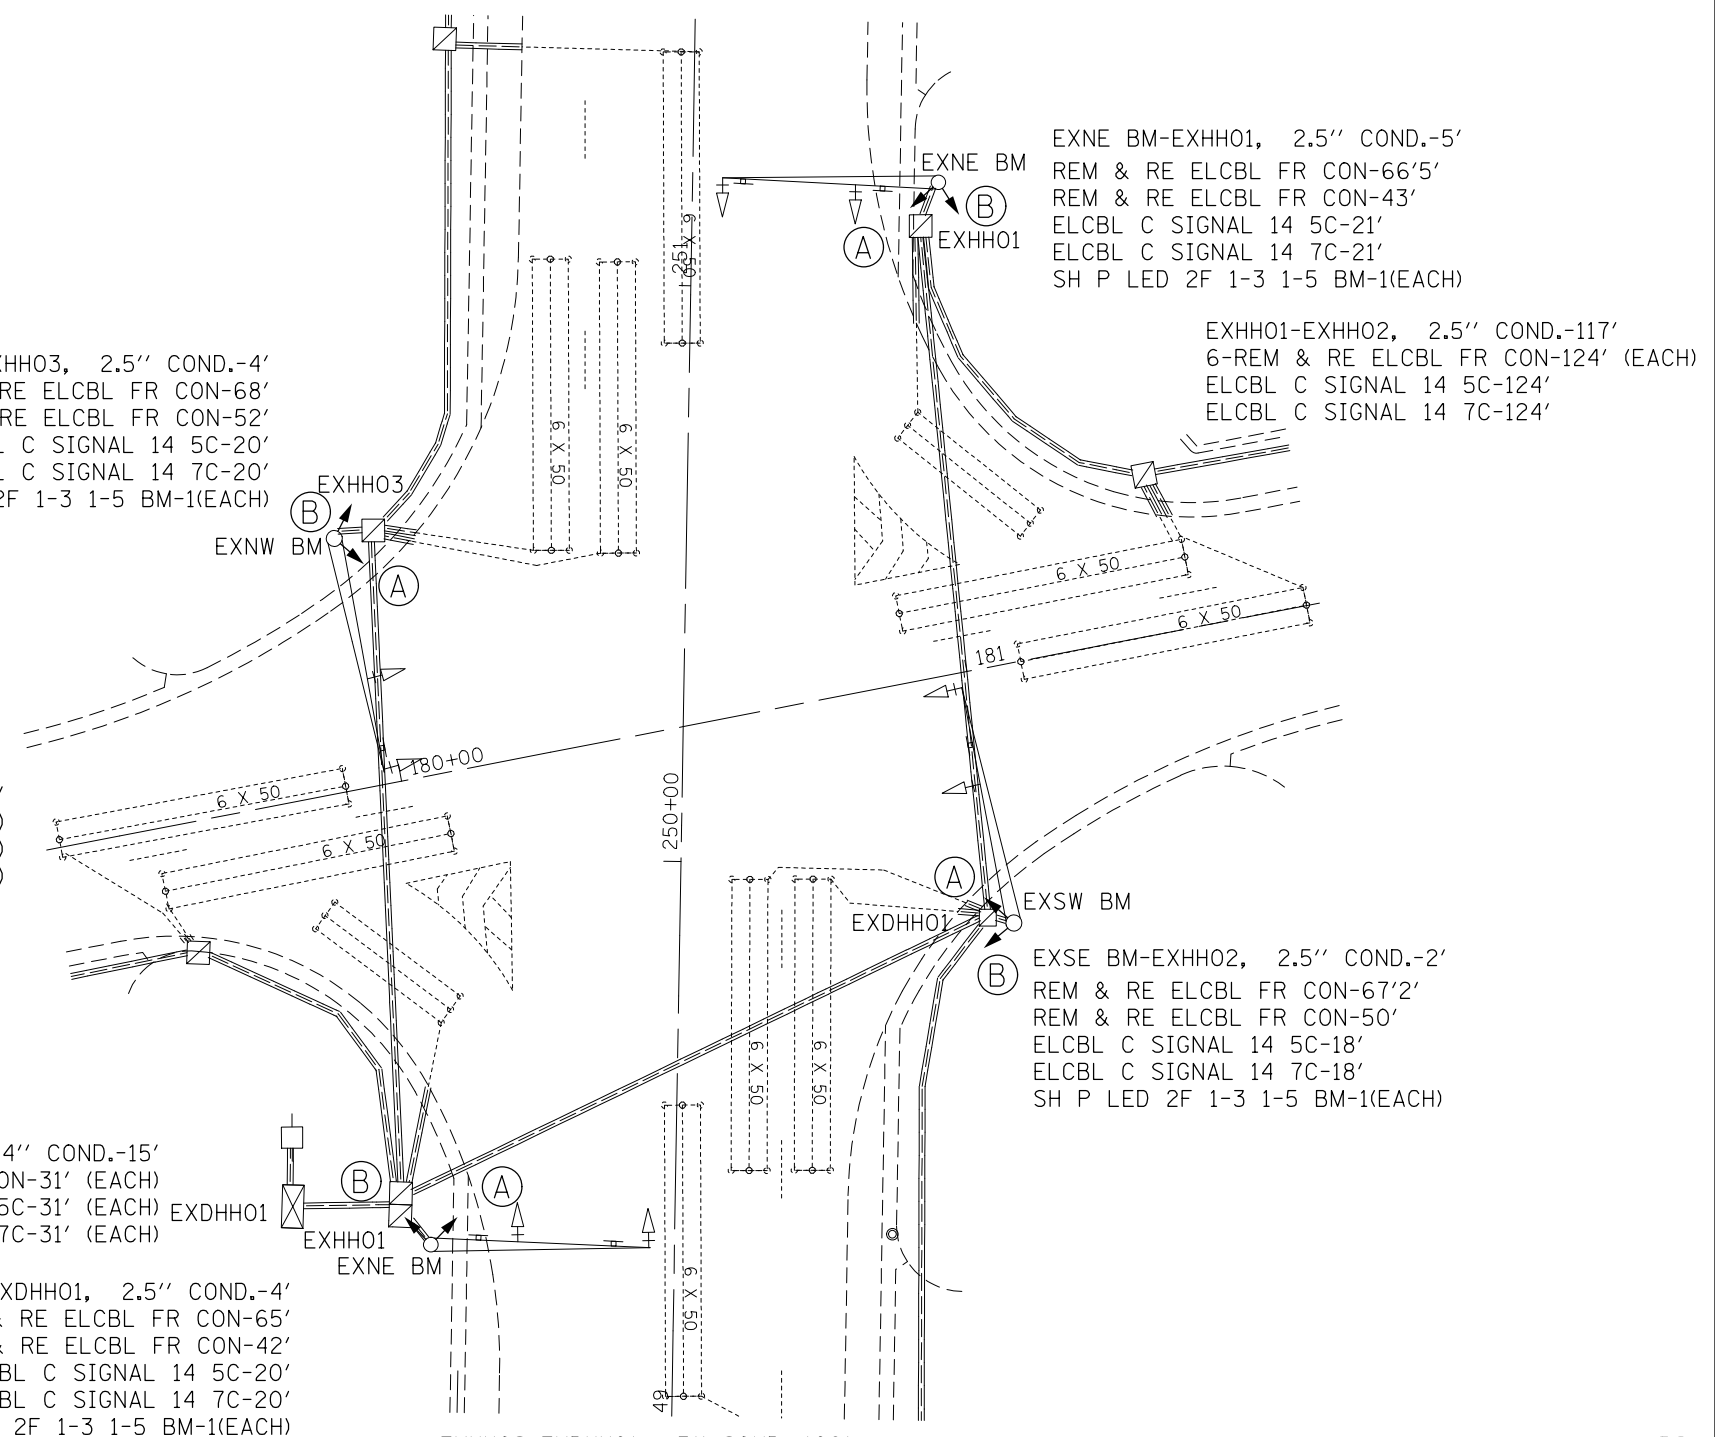 EXNE BM-EXHH01, 2.5'' COND.-5'
REM & RE ELCBL FR CON-66'5'
REM & RE ELCBL FR CON-43'
ELCBL C SIGNAL 14 5C-21'
ELCBL C SIGNAL 14 7C-21'
SH P LED 2F 1-3 1-5 BM-1(EACH)
EXNE BM
B
A
EXHH01
251
6 X 50
EXHH01-EXHH02, 2.5'' COND.-117'
6-REM & RE ELCBL FR CON-124' (EACH)
ELCBL C SIGNAL 14 5C-124'
ELCBL C SIGNAL 14 7C-124'
HH03, 2.5'' COND.-4'
RE ELCBL FR CON-68'
RE ELCBL FR CON-52'
C SIGNAL 14 5C-20'
C SIGNAL 14 7C-20'
2F 1-3 1-5 BM-1(EACH)
EXHH03
B
EXNW BM
A
6 X 50
6 X 50
6 X 50
6 X 50
181
180+00
250+00
6 X 50
6 X 50
A
EXSW BM
EXDHH01
B
EXSE BM-EXHH02, 2.5'' COND.-2'
REM & RE ELCBL FR CON-67'2'
REM & RE ELCBL FR CON-50'
ELCBL C SIGNAL 14 5C-18'
ELCBL C SIGNAL 14 7C-18'
SH P LED 2F 1-3 1-5 BM-1(EACH)
6 X 50
6 X 50
4'' COND.-15'
ON-31' (EACH)
5C-31' (EACH)
7C-31' (EACH)
EXDHH01
B
A
EXHH01
EXNE BM
6 X 50
49
XDHH01, 2.5'' COND.-4'
& RE ELCBL FR CON-65'
& RE ELCBL FR CON-42'
BL C SIGNAL 14 5C-20'
BL C SIGNAL 14 7C-20'
2F 1-3 1-5 BM-1(EACH)